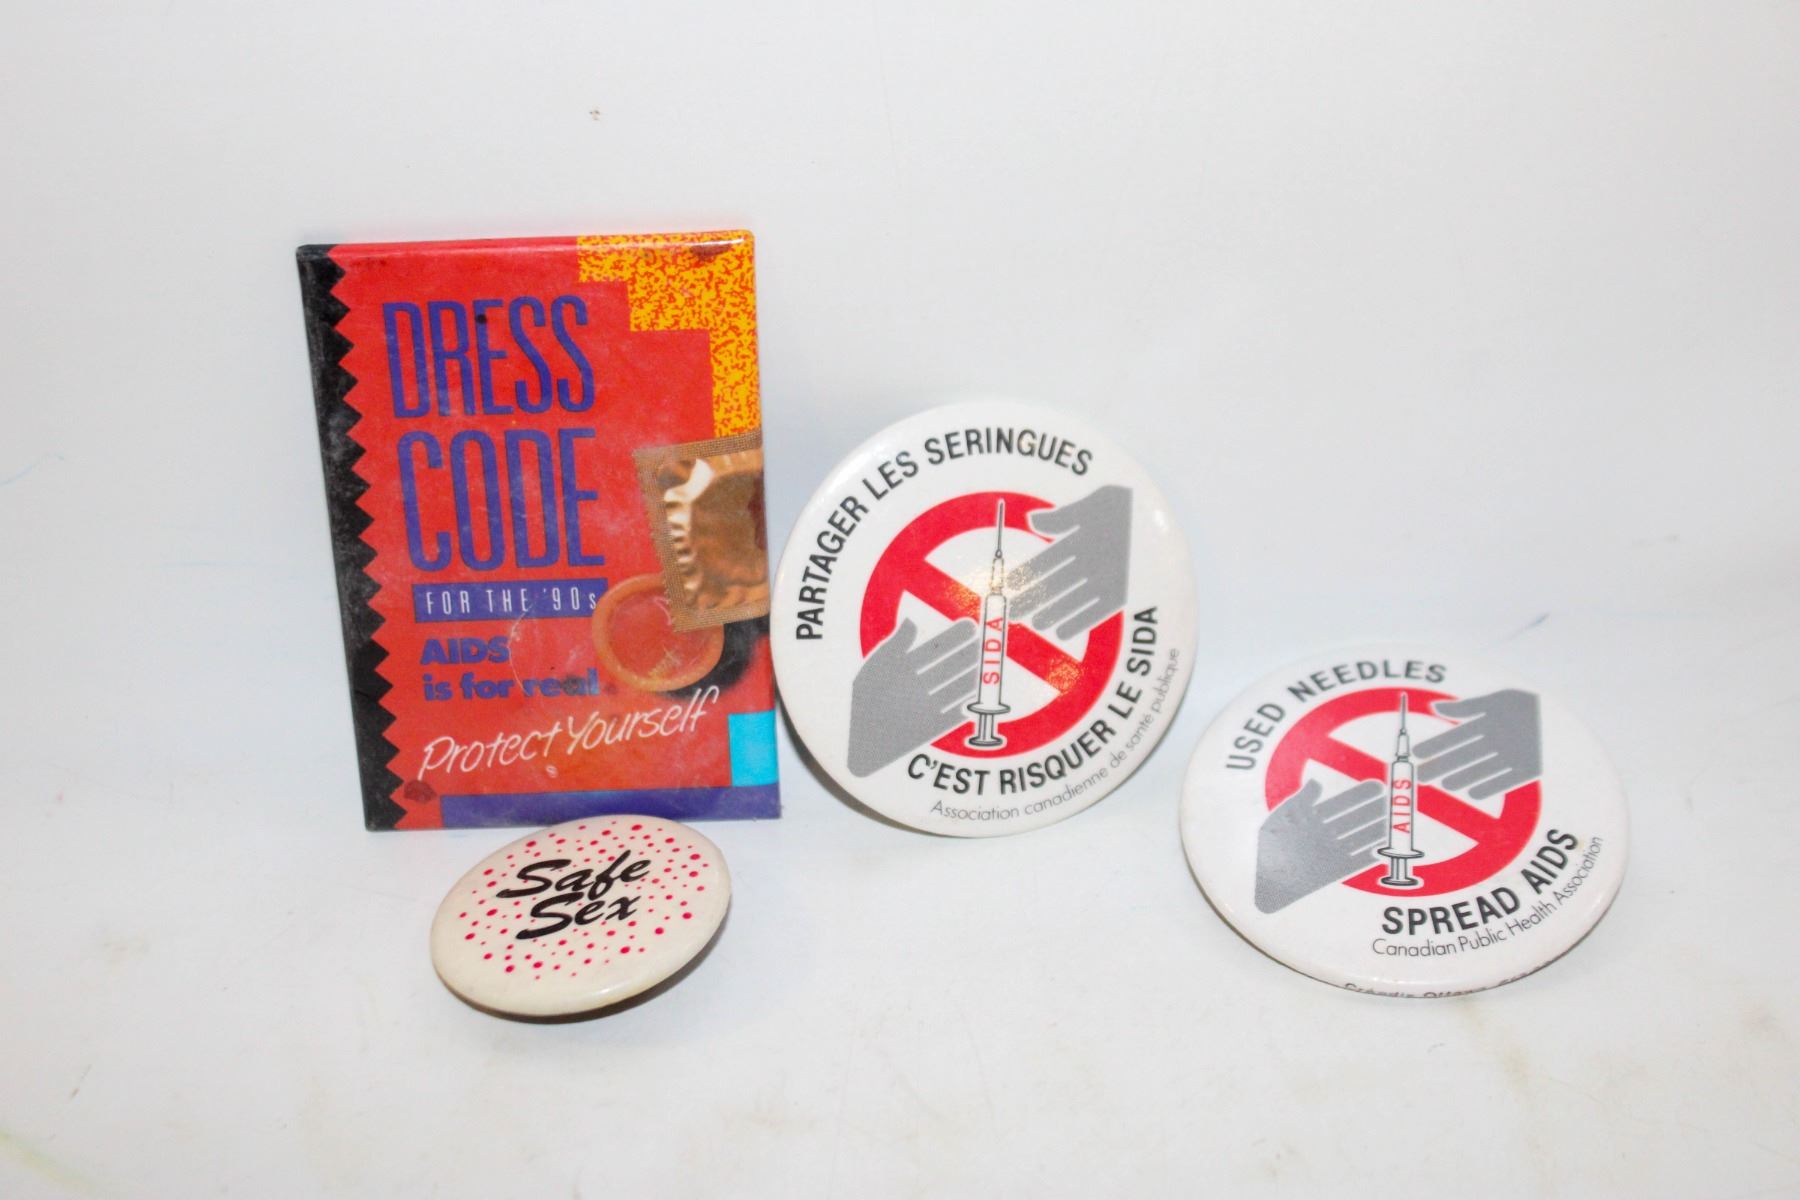 DRESS
CODE
FOR THE '90s
AIDS
is for real
Protect Yourself
Safe
Sex
PARTAGER LES SERINGUES
SIDA
C'EST RISQUER LE SIDA
Association canadienne de santé publique
USED NEEDLES
AIDS
SPREAD AIDS
Canadian Public Health Association